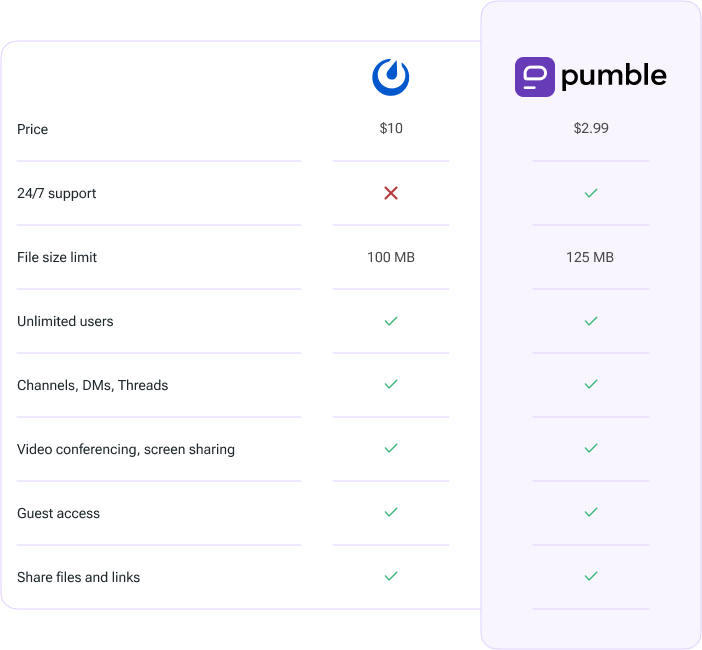 pumble
Price $10 $2.99
24/7 support
File size limit 100 MB 125 MB
Unlimited users
Channels, DMs, Threads
Video conferencing, screen sharing
Guest access
Share files and links